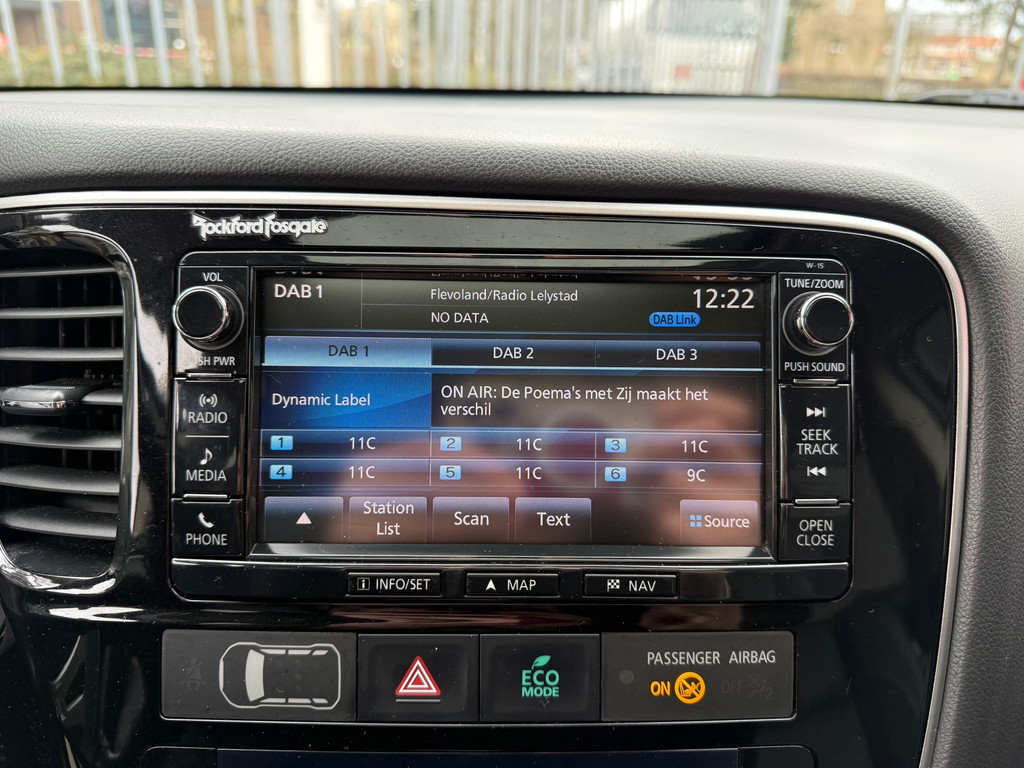 Rockford Fosgate
W-15
VOL
PUSH PWR
RADIO
MEDIA
PHONE
DAB 1
Flevoland/Radio Lelystad
12:22
NO DATA
DAB Link
DAB 1 DAB 2 DAB 3
Dynamic Label
ON AIR: De Poema's met Zij maakt het
verschil
1 11C 2 11C 3 11C
4 11C 5 11C 6 9C
Station
List
Scan
Text
Source
TUNE/ZOOM
PUSH SOUND
SEEK
TRACK
OPEN
CLOSE
INFO/SET MAP NAV
ECO
MODE
PASSENGER AIRBAG
ON OFF